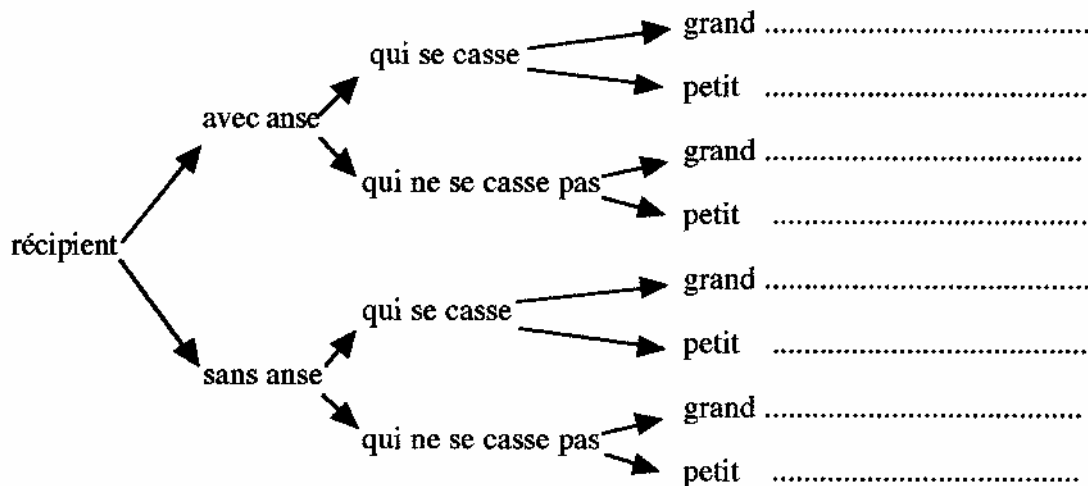 grand ........................................
qui se casse
petit ........................................
avec anse
grand ........................................
qui ne se casse pas
petit ........................................
récipient
grand ........................................
qui se casse
petit ........................................
sans anse
grand ........................................
qui ne se casse pas
petit ........................................